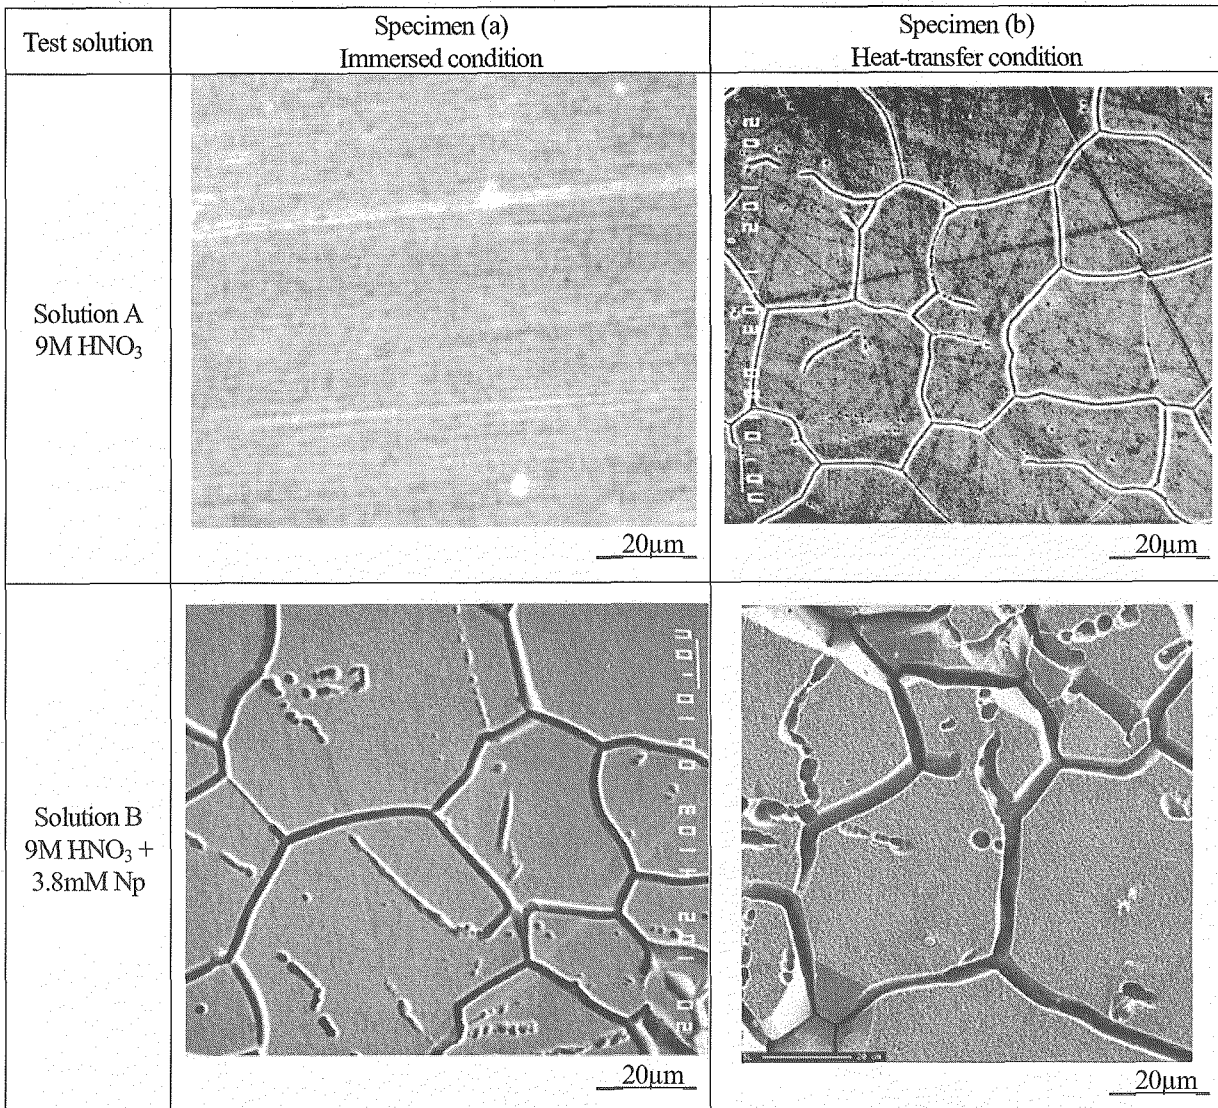 Test solution
Specimen (a)
Immersed condition
Specimen (b)
Heat-transfer condition
Solution A
9M HNO₃
20μm
20μm
Solution B
9M HNO₃ +
3.8mM Np
20μm
20μm